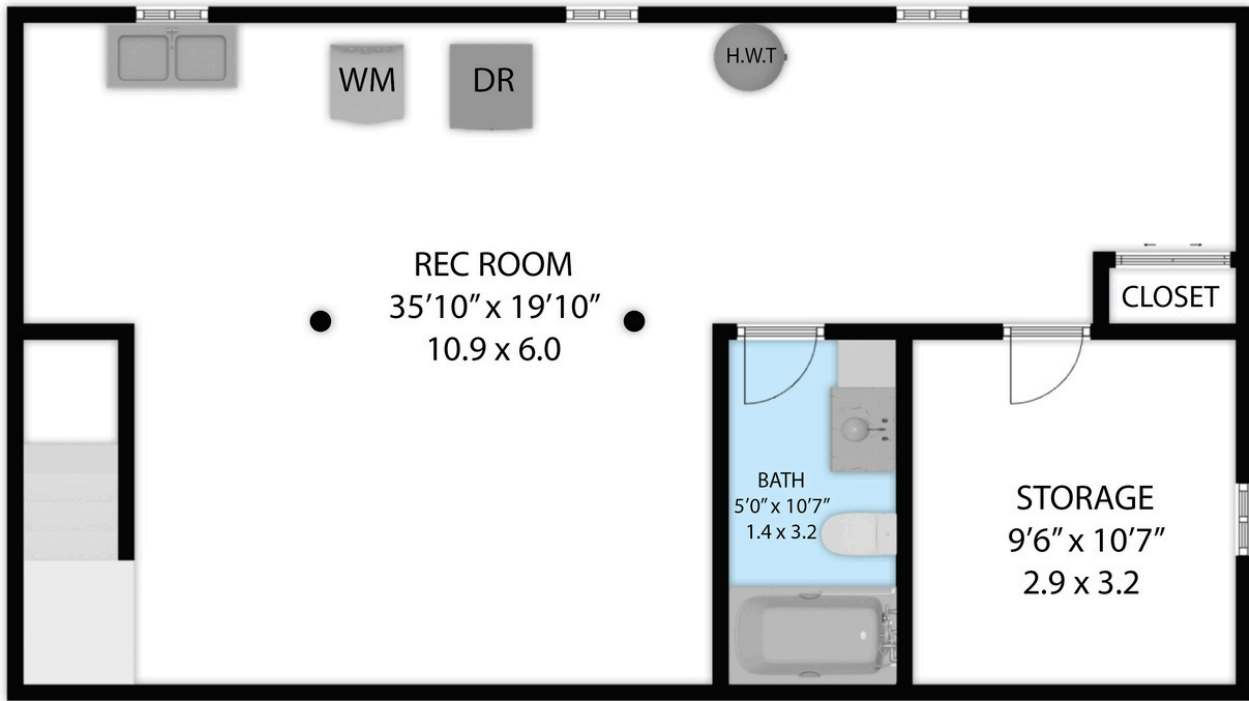 WM
DR
H.W.T
REC ROOM
35’10” x 19’10”
10.9 x 6.0
CLOSET
BATH
5’0” x 10’7”
1.4 x 3.2
STORAGE
9’6” x 10’7”
2.9 x 3.2